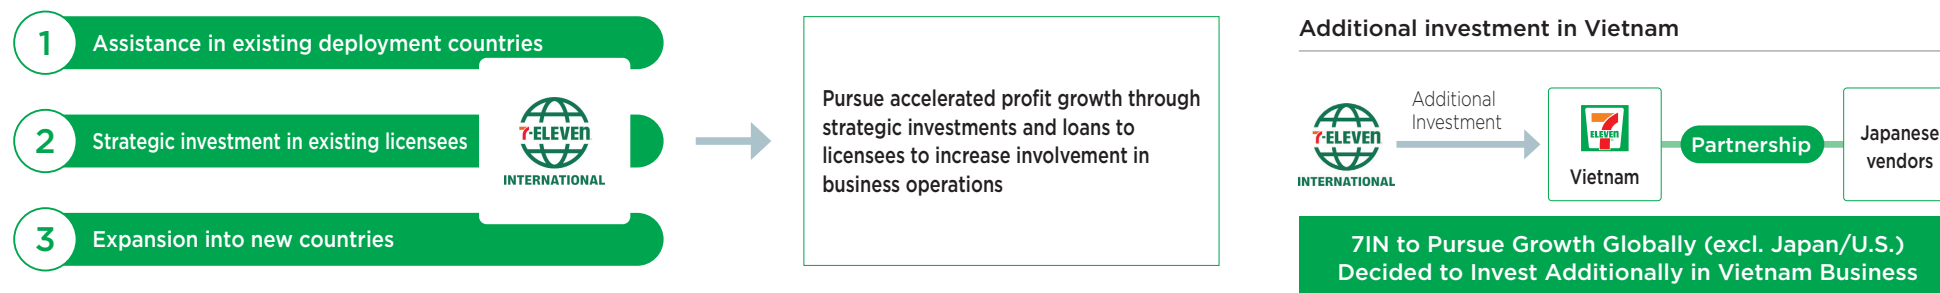 1 Assistance in existing deployment countries
2 Strategic investment in existing licensees
3 Expansion into new countries
7-ELEVEN
INTERNATIONAL
Pursue accelerated profit growth through
strategic investments and loans to
licensees to increase involvement in
business operations
Additional investment in Vietnam
7-ELEVEN
INTERNATIONAL
Additional
Investment
7 ELEVEN
Vietnam
Partnership
Japanese
vendors
7IN to Pursue Growth Globally (excl. Japan/U.S.)
Decided to Invest Additionally in Vietnam Business